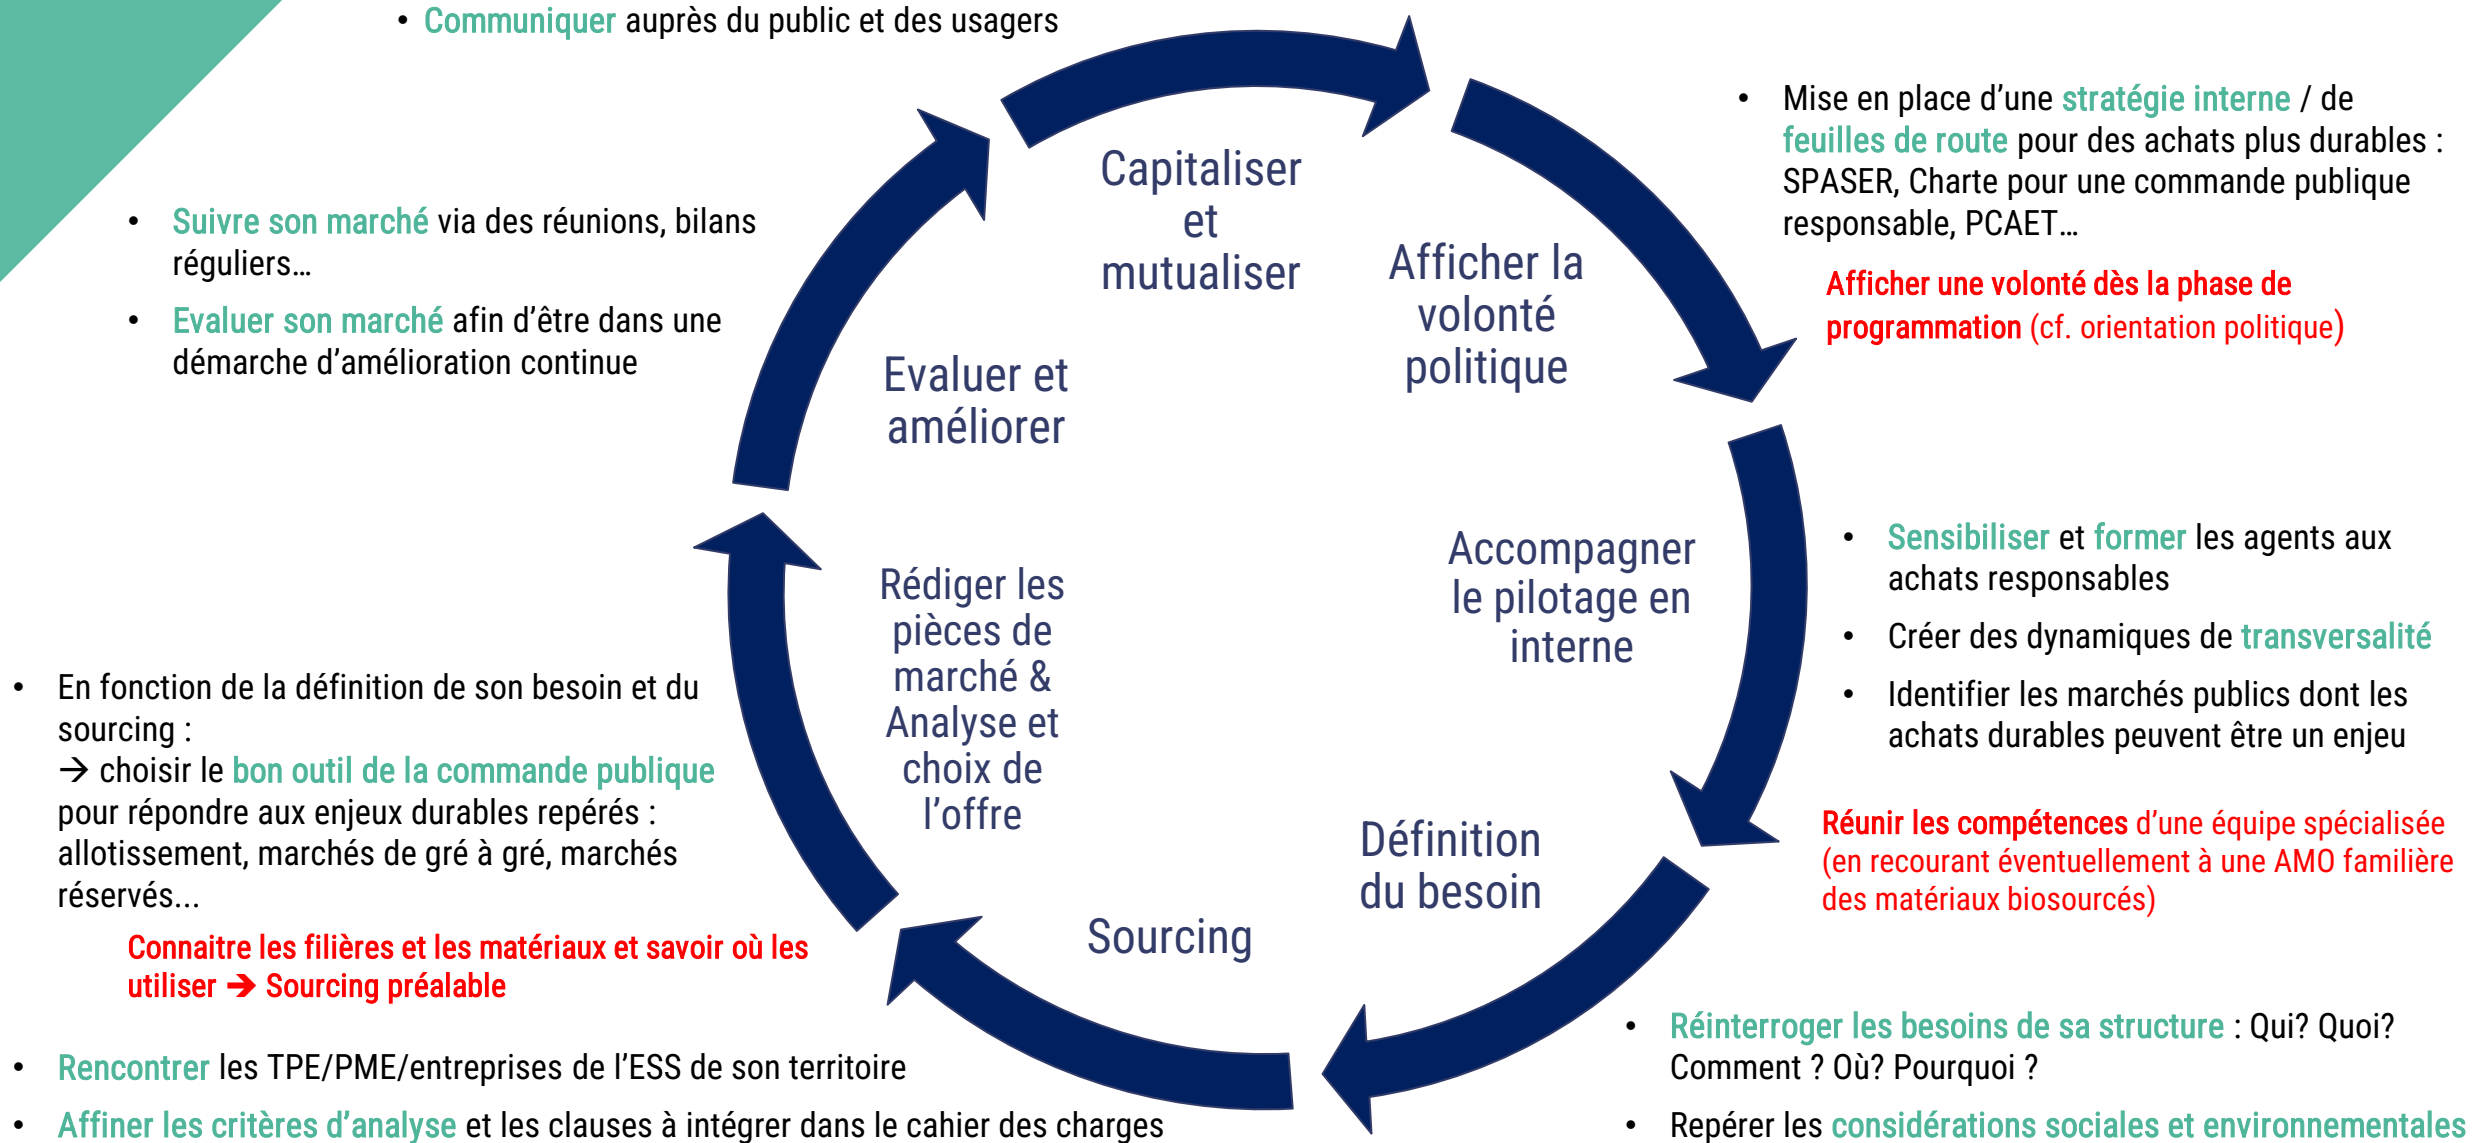 • Communiquer auprès du public et des usagers
• Mise en place d’une stratégie interne / de
feuilles de route pour des achats plus durables :
SPASER, Charte pour une commande publique
responsable, PCAET…
Afficher une volonté dès la phase de
programmation (cf. orientation politique)
• Suivre son marché via des réunions, bilans
réguliers…
• Evaluer son marché afin d’être dans une
démarche d’amélioration continue
Capitaliser
et
mutualiser
Afficher la
volonté
politique
Evaluer et
améliorer
Accompagner
le pilotage en
interne
• Sensibiliser et former les agents aux
achats responsables
• Créer des dynamiques de transversalité
• Identifier les marchés publics dont les
achats durables peuvent être un enjeu
Réunir les compétences d’une équipe spécialisée
(en recourant éventuellement à une AMO familière
des matériaux biosourcés)
Rédiger les
pièces de
marché &
Analyse et
choix de
l’offre
Définition
du besoin
Sourcing
• En fonction de la définition de son besoin et du
sourcing :
→ choisir le bon outil de la commande publique
pour répondre aux enjeux durables repérés :
allotissement, marchés de gré à gré, marchés
réservés...
Connaitre les filières et les matériaux et savoir où les
utiliser → Sourcing préalable
• Rencontrer les TPE/PME/entreprises de l’ESS de son territoire
• Affiner les critères d’analyse et les clauses à intégrer dans le cahier des charges
• Réinterroger les besoins de sa structure : Qui? Quoi?
Comment ? Où? Pourquoi ?
• Repérer les considérations sociales et environnementales